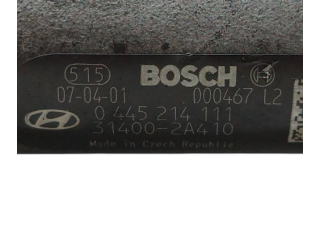 515 BOSCH
07-04-01 000467 L2
0 445 214 111
31400-2A410
Made in Czech Republic